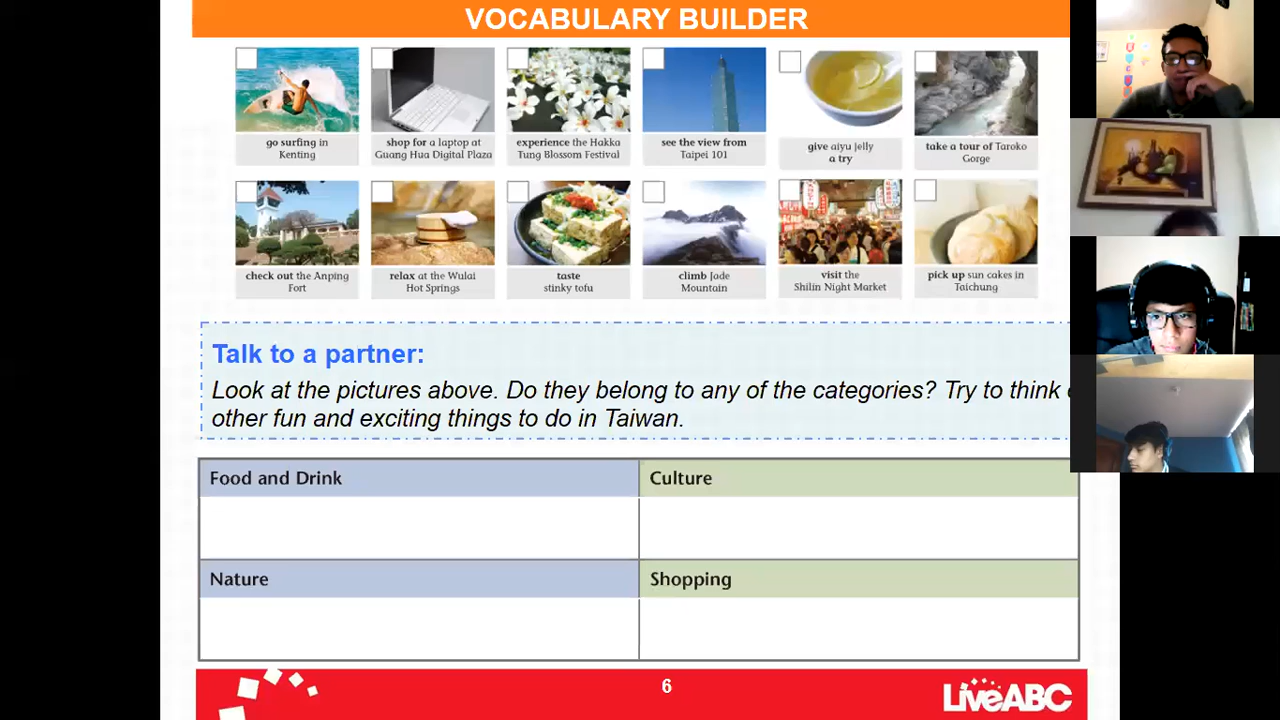 VOCABULARY BUILDER
go surfing in
Kenting
shop for a laptop at
Guang Hua Digital Plaza
experience the Hakka
Tung Blossom Festival
see the view from
Taipei 101
give aiyu jelly
a try
take a tour of Taroko
Gorge
check out the Anping
Fort
relax at the Wulai
Hot Springs
taste
stinky tofu
climb Jade
Mountain
visit the
Shilin Night Market
pick up sun cakes in
Taichung
Talk to a partner:
Look at the pictures above. Do they belong to any of the categories? Try to think
other fun and exciting things to do in Taiwan.
Food and Drink
Culture
Nature
Shopping
6
LiveABC